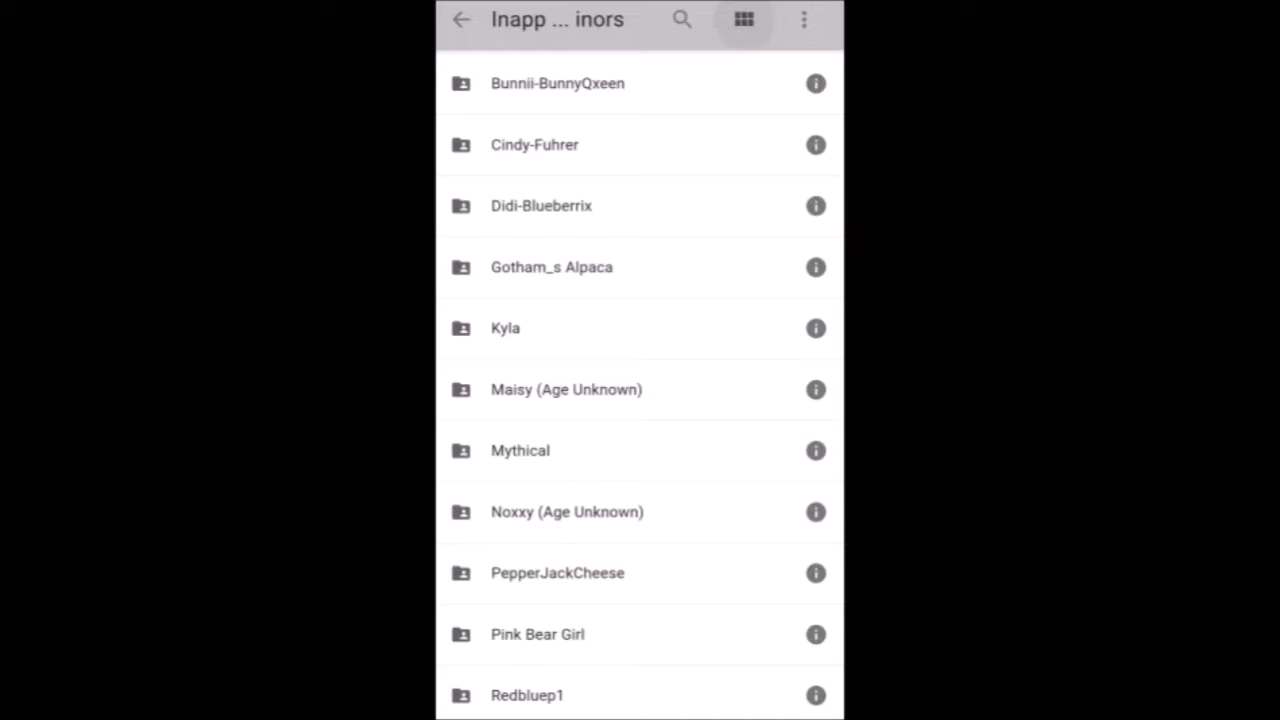 Inapp ... inors
Bunnii-BunnyQxeen
Cindy-Fuhrer
Didi-Blueberrix
Gotham_s Alpaca
Kyla
Maisy (Age Unknown)
Mythical
Noxxy (Age Unknown)
PepperJackCheese
Pink Bear Girl
Redbluep1